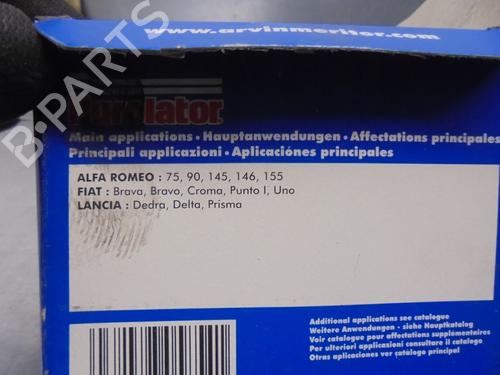 www.arvinmeritor.com
Purolator
Main applications · Hauptanwendungen · Affectations principales
Principali applicazioni · Aplicaciónes principales
ALFA ROMEO : 75, 90, 145, 146, 155
FIAT : Brava, Bravo, Croma, Punto I, Uno
LANCIA : Dedra, Delta, Prisma
Additional applications see catalogue
Weitere Anwendungen - siehe Hauptkatalog
Voir catalogue pour affectations supplémentaires
Per ulteriori applicazioni consultare il catalogo
Otras aplicaciones ver catálogo principal
B-PARTS